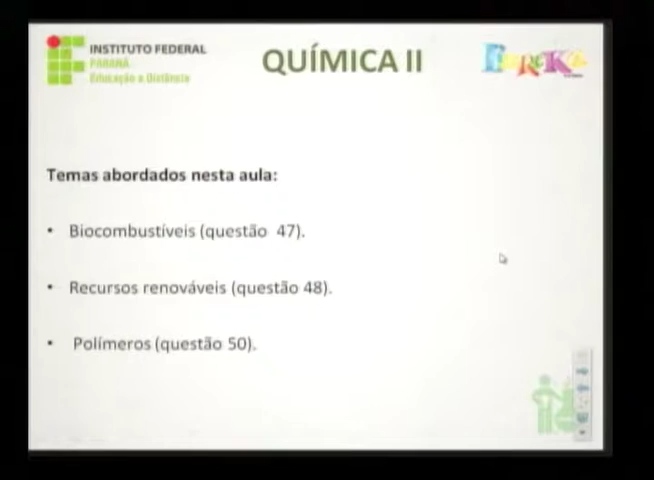 INSTITUTO FEDERAL
PARANÁ
Educação a Distância
QUÍMICA II
EUREKA
Temas abordados nesta aula:
• Biocombustíveis (questão 47).
• Recursos renováveis (questão 48).
• Polímeros (questão 50).